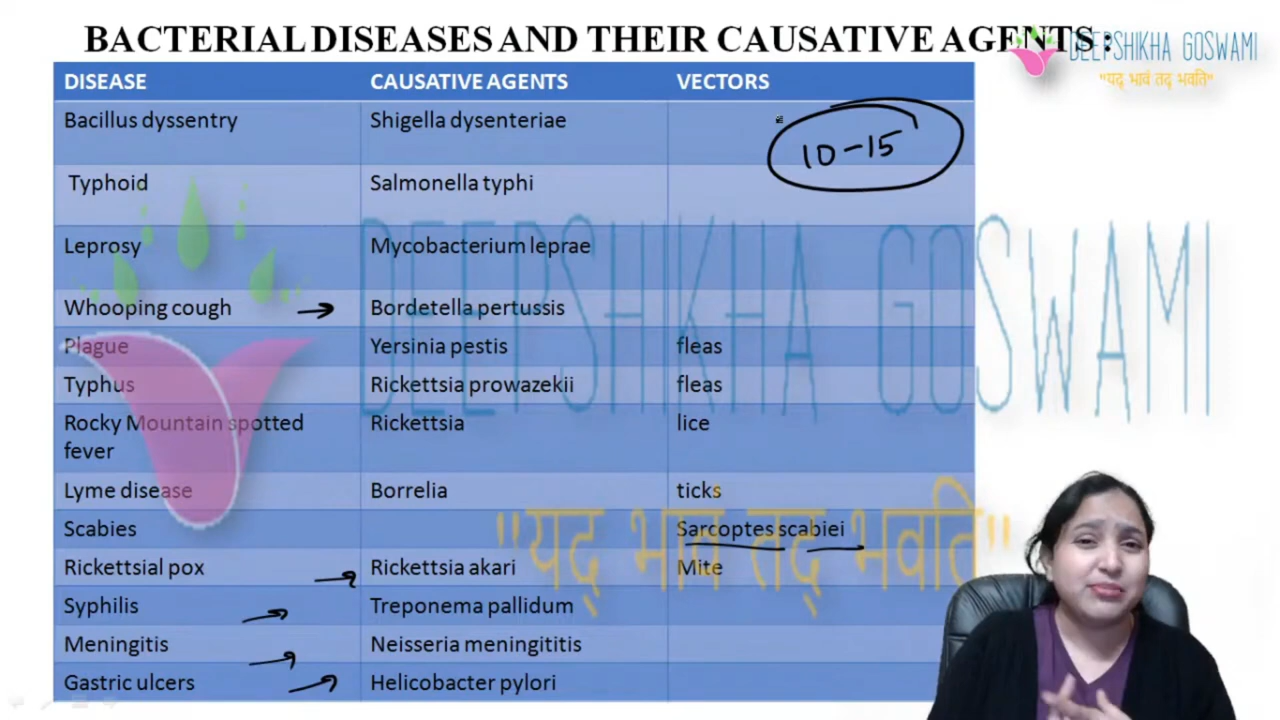 BACTERIAL DISEASES AND THEIR CAUSATIVE AGENTS :
DEEPSHIKHA GOSWAMI
"यद् भावं तद् भवति"
DISEASE CAUSATIVE AGENTS VECTORS
Bacillus dyssentry Shigella dysenteriae
10-15
Typhoid Salmonella typhi
Leprosy Mycobacterium leprae
Whooping cough → Bordetella pertussis
Plague Yersinia pestis fleas
Typhus Rickettsia prowazekii fleas
Rocky Mountain spotted Rickettsia lice
fever
Lyme disease Borrelia ticks
Scabies Sarcoptes scabiei
Rickettsial pox → Rickettsia akari Mite
Syphilis → Treponema pallidum
Meningitis → Neisseria meningititis
Gastric ulcers → Helicobacter pylori
DEEPSHIKHA GOSWAMI
"यद् भावं तद् भवति"